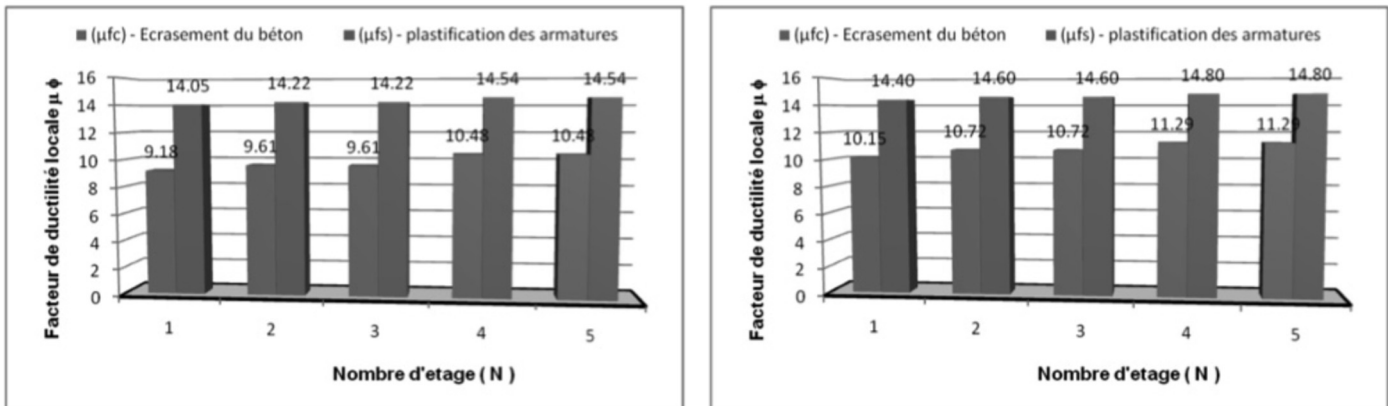 (µfc) - Ecrasement du béton (µfs) - plastification des armatures
Facteur de ductilité locale µ ϕ
16
14
12
10
8
6
4
2
0
14.05 14.22 14.22 14.54 14.54
9.18 9.61 9.61 10.48 10.48
1 2 3 4 5
Nombre d'etage ( N )
(µfc) - Ecrasement du béton (µfs) - plastification des armatures
Facteur de ductilité locale µ ϕ
16
14
12
10
8
6
4
2
0
14.40 14.60 14.60 14.80 14.80
10.15 10.72 10.72 11.29 11.29
1 2 3 4 5
Nombre d'etage ( N )